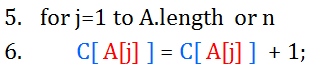 5. for j=1 to A.length or n
6. C[ A[j] ] = C[ A[j] ] + 1;